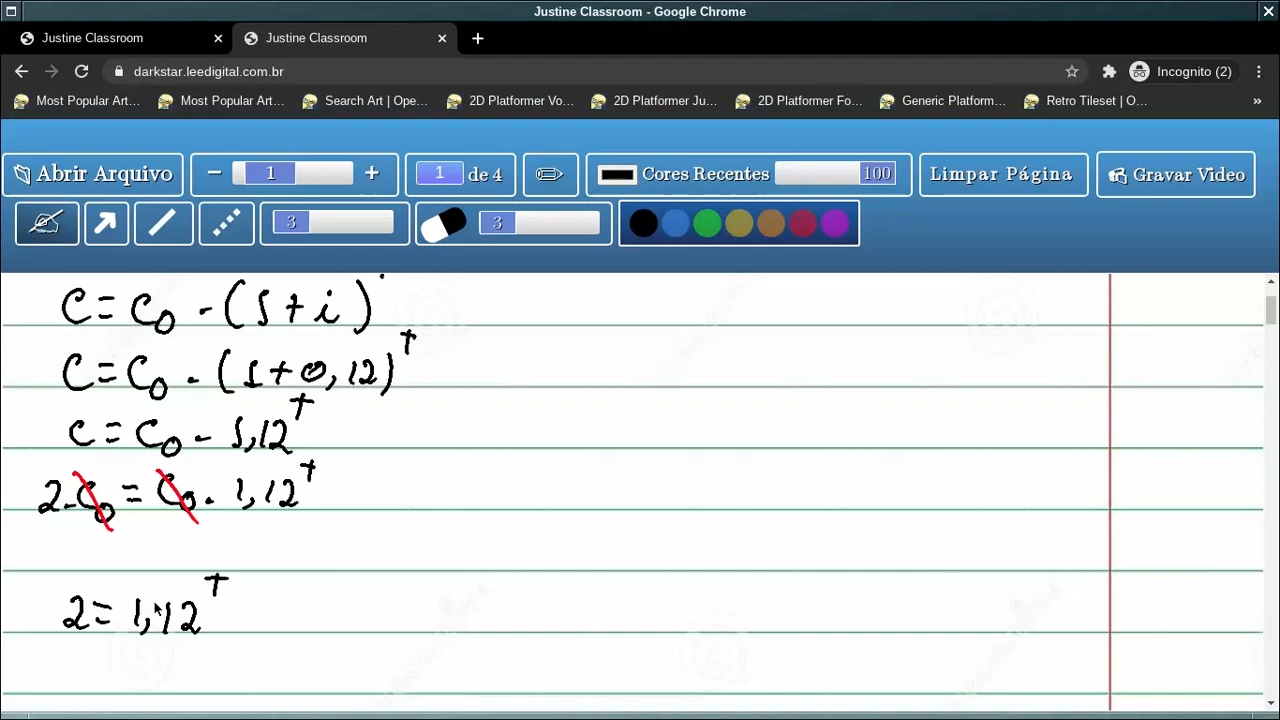 Justine Classroom - Google Chrome
Justine Classroom
Justine Classroom
darkstar.leedigital.com.br
Incognito (2)
Most Popular Art...
Most Popular Art...
Search Art | Ope...
2D Platformer Vo...
2D Platformer Ju...
2D Platformer Fo...
Generic Platform...
Retro Tileset | O...
»
Abrir Arquivo
− 1 +
1 de 4
Cores Recentes 100
Limpar Página
Gravar Video
3
3
C = C₀ · (1 + i)
C = C₀ · (1 + 0,12)ᵗ
C = C₀ · 1,12ᵗ
2 · C₀ = C₀ · 1,12ᵗ
2 = 1,12ᵗ